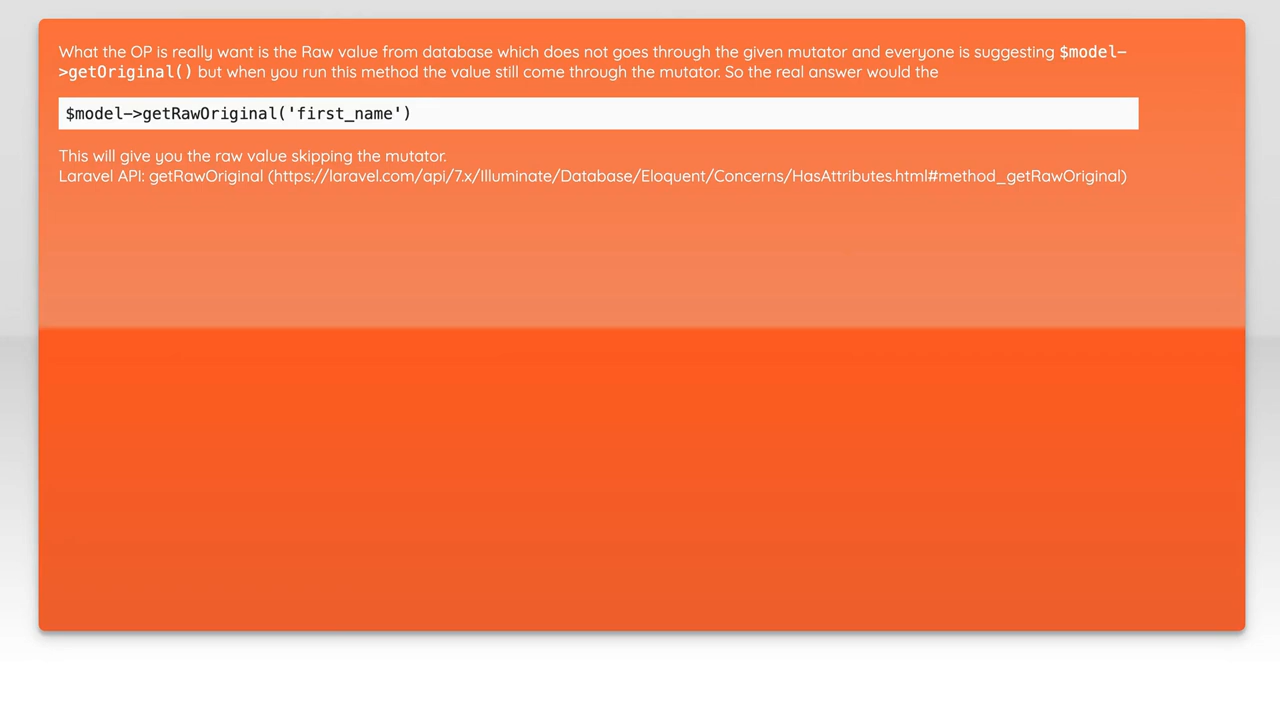 What the OP is really want is the Raw value from database which does not goes through the given mutator and everyone is suggesting $model-
>getOriginal() but when you run this method the value still come through the mutator. So the real answer would the
$model->getRawOriginal('first_name')
This will give you the raw value skipping the mutator.
Laravel API: getRawOriginal (https://laravel.com/api/7.x/Illuminate/Database/Eloquent/Concerns/HasAttributes.html#method_getRawOriginal)